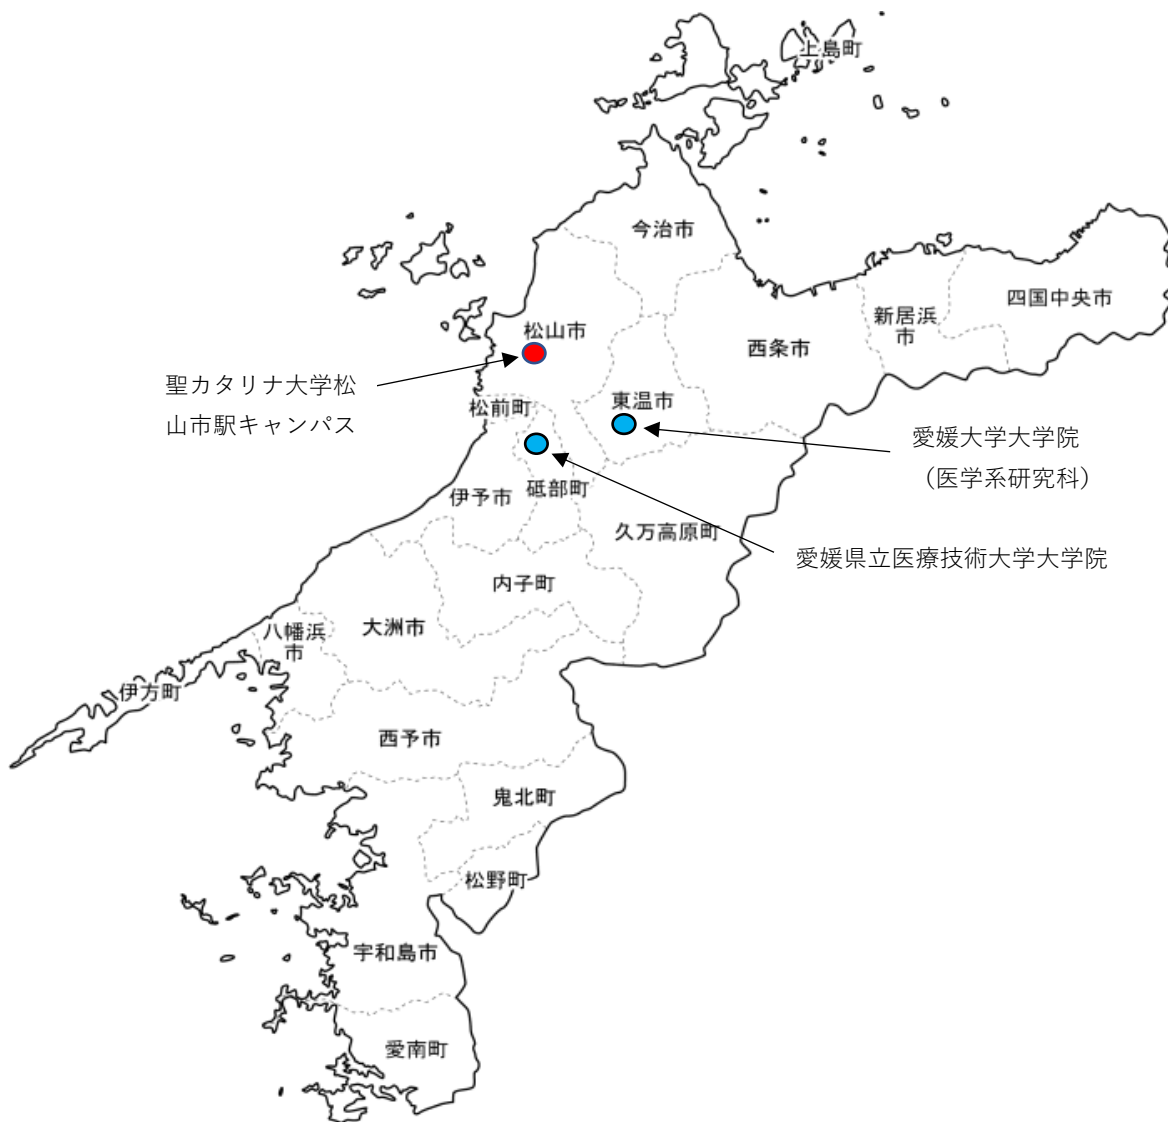 上島町
今治市
四国中央市
新居浜
市
松山市
西条市
聖カタリナ大学松
山市駅キャンパス
松前町
東温市
愛媛大学大学院
（医学系研究科）
伊予市
砥部町
久万高原町
愛媛県立医療技術大学大学院
内子町
大洲市
八幡浜
市
伊方町
西予市
鬼北町
松野町
宇和島市
愛南町